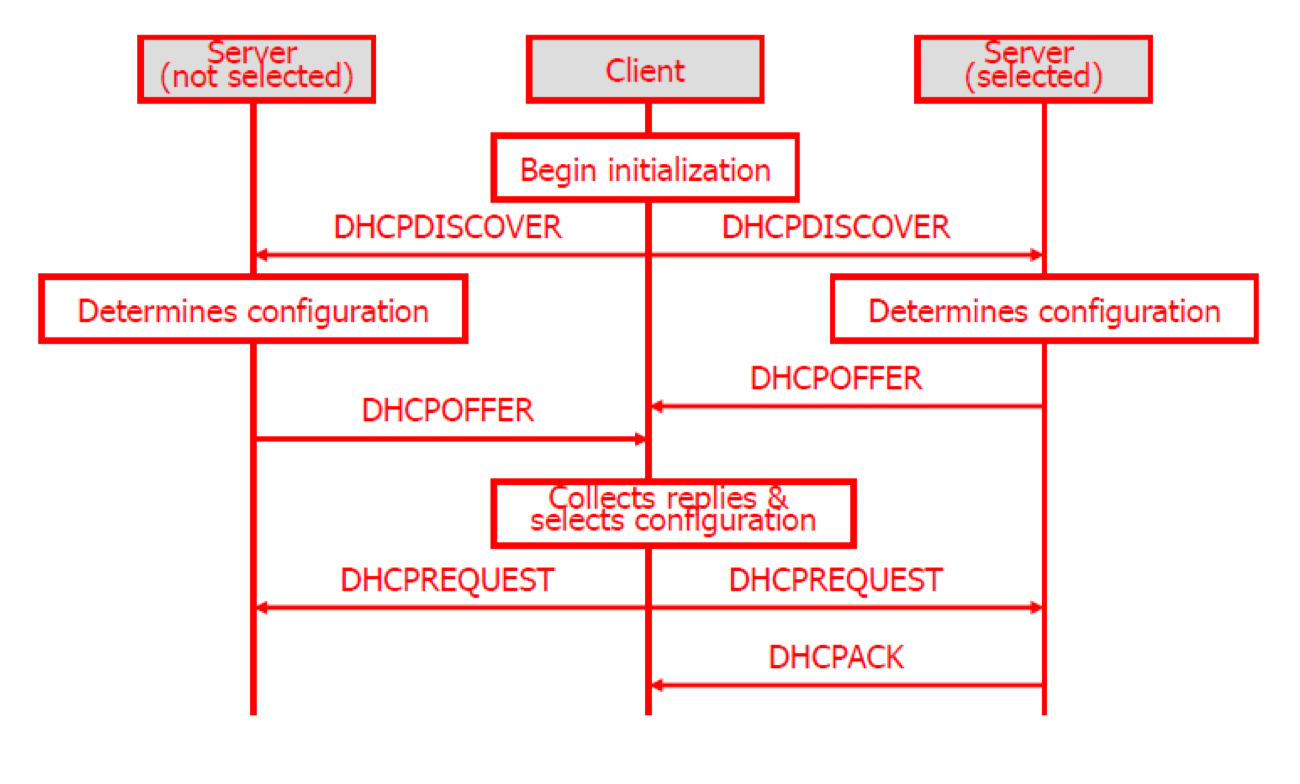 Server
(not selected)
Client
Server
(selected)
Begin initialization
DHCPDISCOVER
DHCPDISCOVER
Determines configuration
Determines configuration
DHCPOFFER
DHCPOFFER
Collects replies &
selects configuration
DHCPREQUEST
DHCPREQUEST
DHCPACK